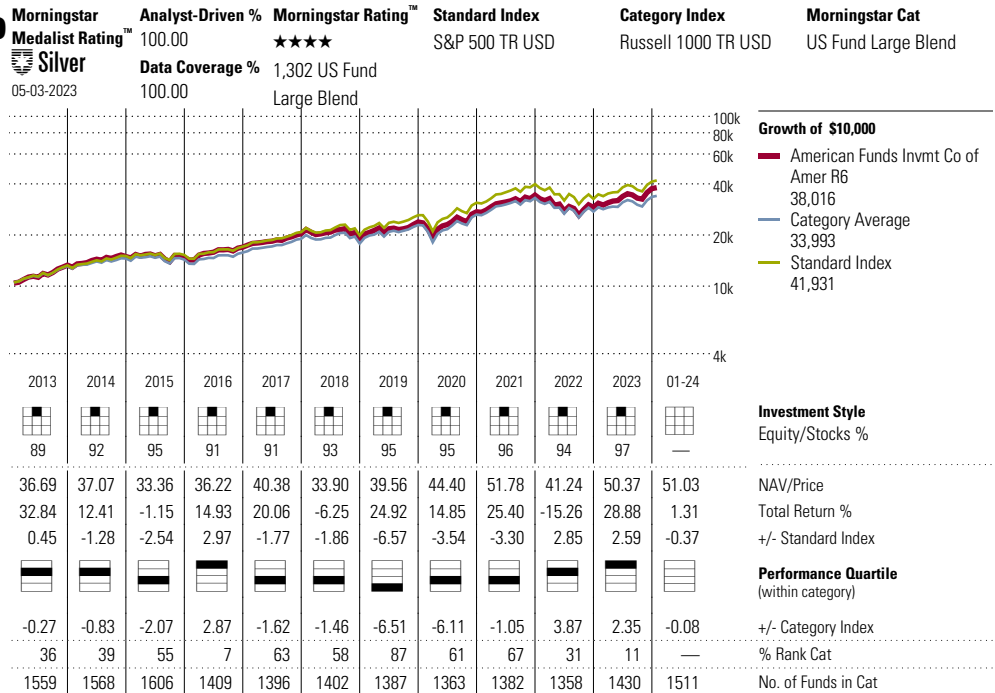 Morningstar Medalist Rating™
Silver
05-03-2023
Analyst-Driven %
100.00
Data Coverage %
100.00
Morningstar Rating™
★★★★
1,302 US Fund
Large Blend
Standard Index
S&P 500 TR USD
Category Index
Russell 1000 TR USD
Morningstar Cat
US Fund Large Blend
100k
80k
60k
40k
20k
10k
4k
Growth of $10,000
American Funds Invmt Co of
Amer R6
38,016
Category Average
33,993
Standard Index
41,931
2013 2014 2015 2016 2017 2018 2019 2020 2021 2022 2023 01-24
Investment Style
Equity/Stocks %
89 92 95 91 91 93 95 95 96 94 97 —
36.69 37.07 33.36 36.22 40.38 33.90 39.56 44.40 51.78 41.24 50.37 51.03 NAV/Price
32.84 12.41 -1.15 14.93 20.06 -6.25 24.92 14.85 25.40 -15.26 28.88 1.31 Total Return %
0.45 -1.28 -2.54 2.97 -1.77 -1.86 -6.57 -3.54 -3.30 2.85 2.59 -0.37 +/- Standard Index
Performance Quartile
(within category)
-0.27 -0.83 -2.07 2.87 -1.62 -1.46 -6.51 -6.11 -1.05 3.87 2.35 -0.08 +/- Category Index
36 39 55 7 63 58 87 61 67 31 11 — % Rank Cat
1559 1568 1606 1409 1396 1402 1387 1363 1382 1358 1430 1511 No. of Funds in Cat